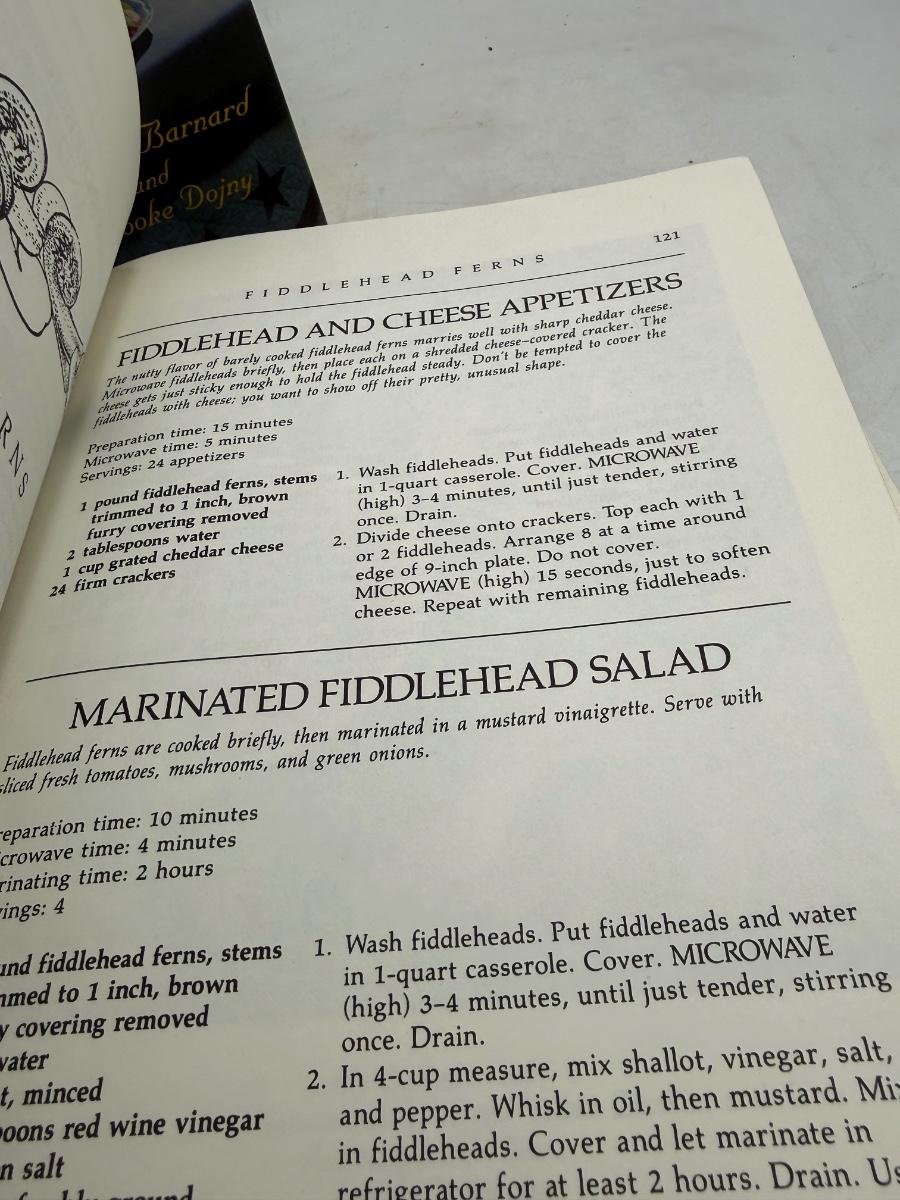 Barnard
and
ooke Dojny
RNS
FIDDLEHEAD FERNS
121
FIDDLEHEAD AND CHEESE APPETIZERS
The nutty flavor of barely cooked fiddlehead ferns marries well with sharp cheddar cheese.
Microwave fiddleheads briefly, then place each on a shredded cheese-covered cracker. The
cheese gets just sticky enough to hold the fiddlehead steady. Don't be tempted to cover the
fiddleheads with cheese; you want to show off their pretty, unusual shape.
Preparation time: 15 minutes
Microwave time: 5 minutes
Servings: 24 appetizers
1 pound fiddlehead ferns, stems
trimmed to 1 inch, brown
furry covering removed
2 tablespoons water
1 cup grated cheddar cheese
24 firm crackers
1. Wash fiddleheads. Put fiddleheads and water
in 1-quart casserole. Cover. MICROWAVE
(high) 3–4 minutes, until just tender, stirring
once. Drain.
2. Divide cheese onto crackers. Top each with 1
or 2 fiddleheads. Arrange 8 at a time around
edge of 9-inch plate. Do not cover.
MICROWAVE (high) 15 seconds, just to soften
cheese. Repeat with remaining fiddleheads.
MARINATED FIDDLEHEAD SALAD
Fiddlehead ferns are cooked briefly, then marinated in a mustard vinaigrette. Serve with
sliced fresh tomatoes, mushrooms, and green onions.
reparation time: 10 minutes
crowave time: 4 minutes
rinating time: 2 hours
vings: 4
und fiddlehead ferns, stems
mmed to 1 inch, brown
y covering removed
water
t, minced
poons red wine vinegar
n salt
ground
1. Wash fiddleheads. Put fiddleheads and water
in 1-quart casserole. Cover. MICROWAVE
(high) 3–4 minutes, until just tender, stirring
once. Drain.
2. In 4-cup measure, mix shallot, vinegar, salt,
and pepper. Whisk in oil, then mustard. Mix
in fiddleheads. Cover and let marinate in
refrigerator for at least 2 hours. Drain. Us